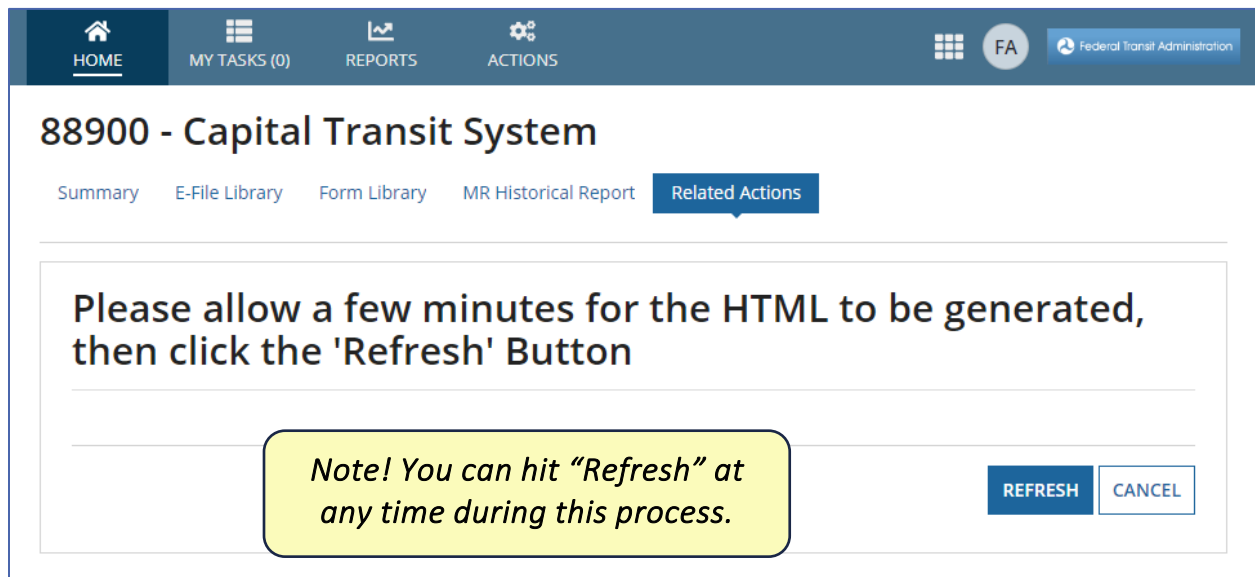 HOME
MY TASKS (0)
REPORTS
ACTIONS
FA
Federal Transit Administration
88900 - Capital Transit System
Summary
E-File Library
Form Library
MR Historical Report
Related Actions
Please allow a few minutes for the HTML to be generated,
then click the 'Refresh' Button
Note! You can hit “Refresh” at
any time during this process.
REFRESH
CANCEL